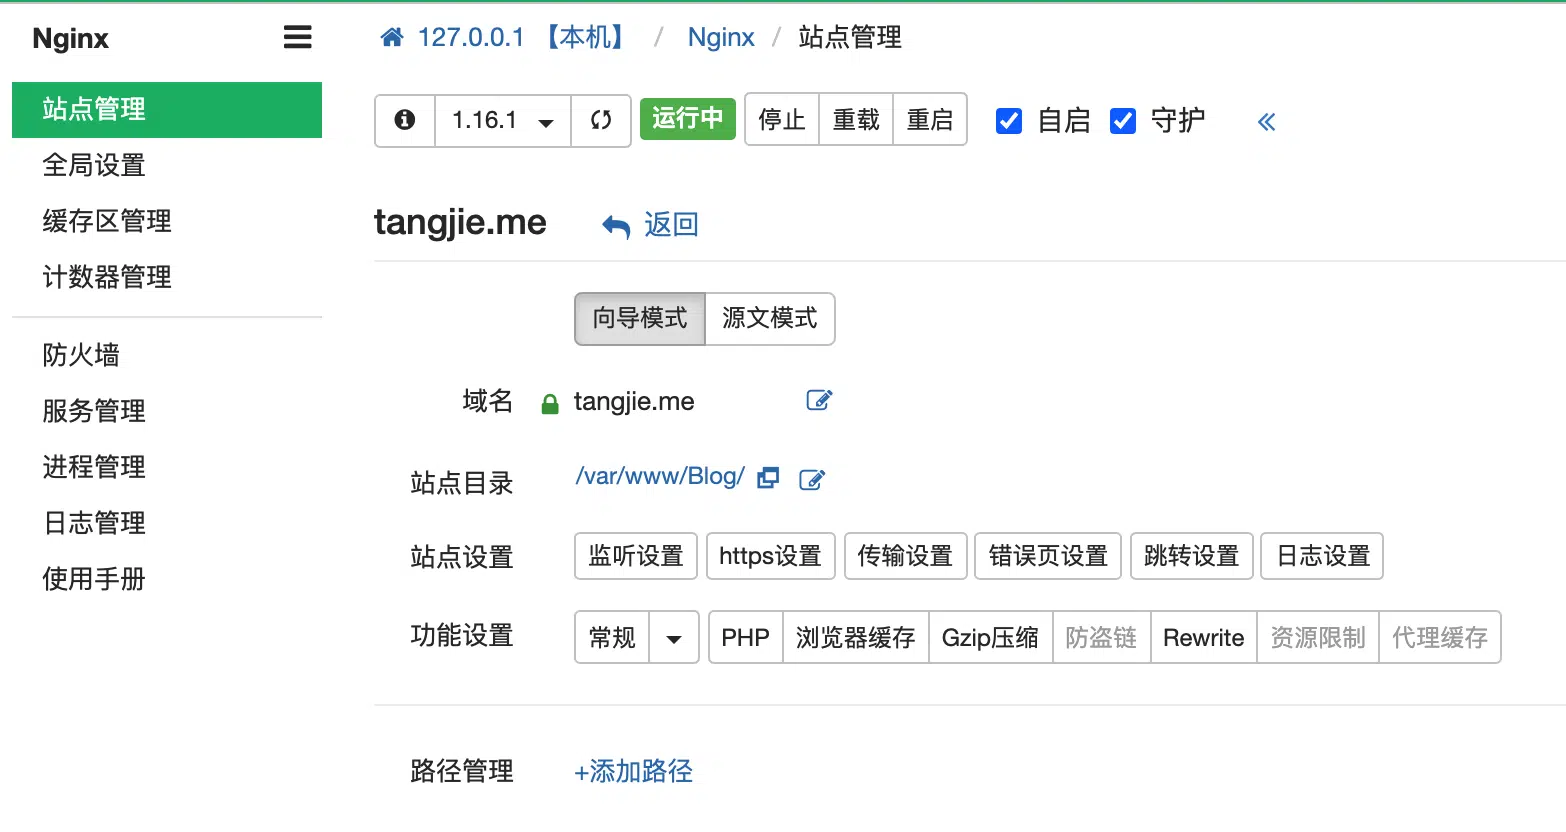 Nginx
127.0.0.1 【本机】 / Nginx / 站点管理
站点管理
全局设置
缓存区管理
计数器管理
防火墙
服务管理
进程管理
日志管理
使用手册
1.16.1 运行中 停止 重载 重启 自启 守护
tangjie.me 返回
向导模式 源文模式
域名 tangjie.me
站点目录 /var/www/Blog/
站点设置 监听设置 https设置 传输设置 错误页设置 跳转设置 日志设置
功能设置 常规 PHP 浏览器缓存 Gzip压缩 防盗链 Rewrite 资源限制 代理缓存
路径管理 +添加路径